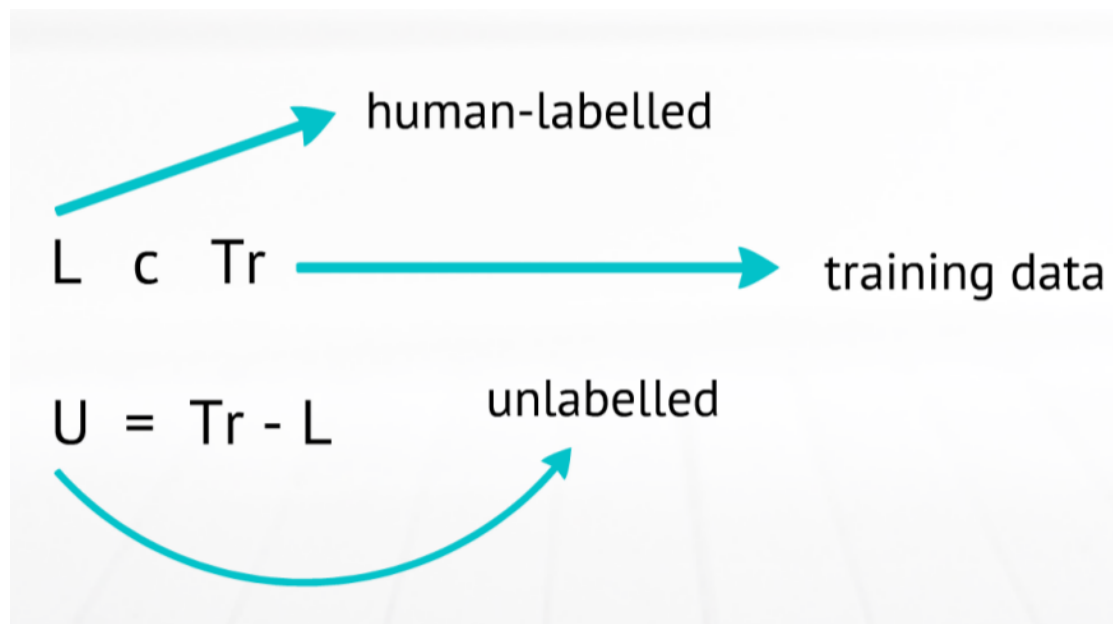 human-labelled
L c Tr
training data
unlabelled
U = Tr - L